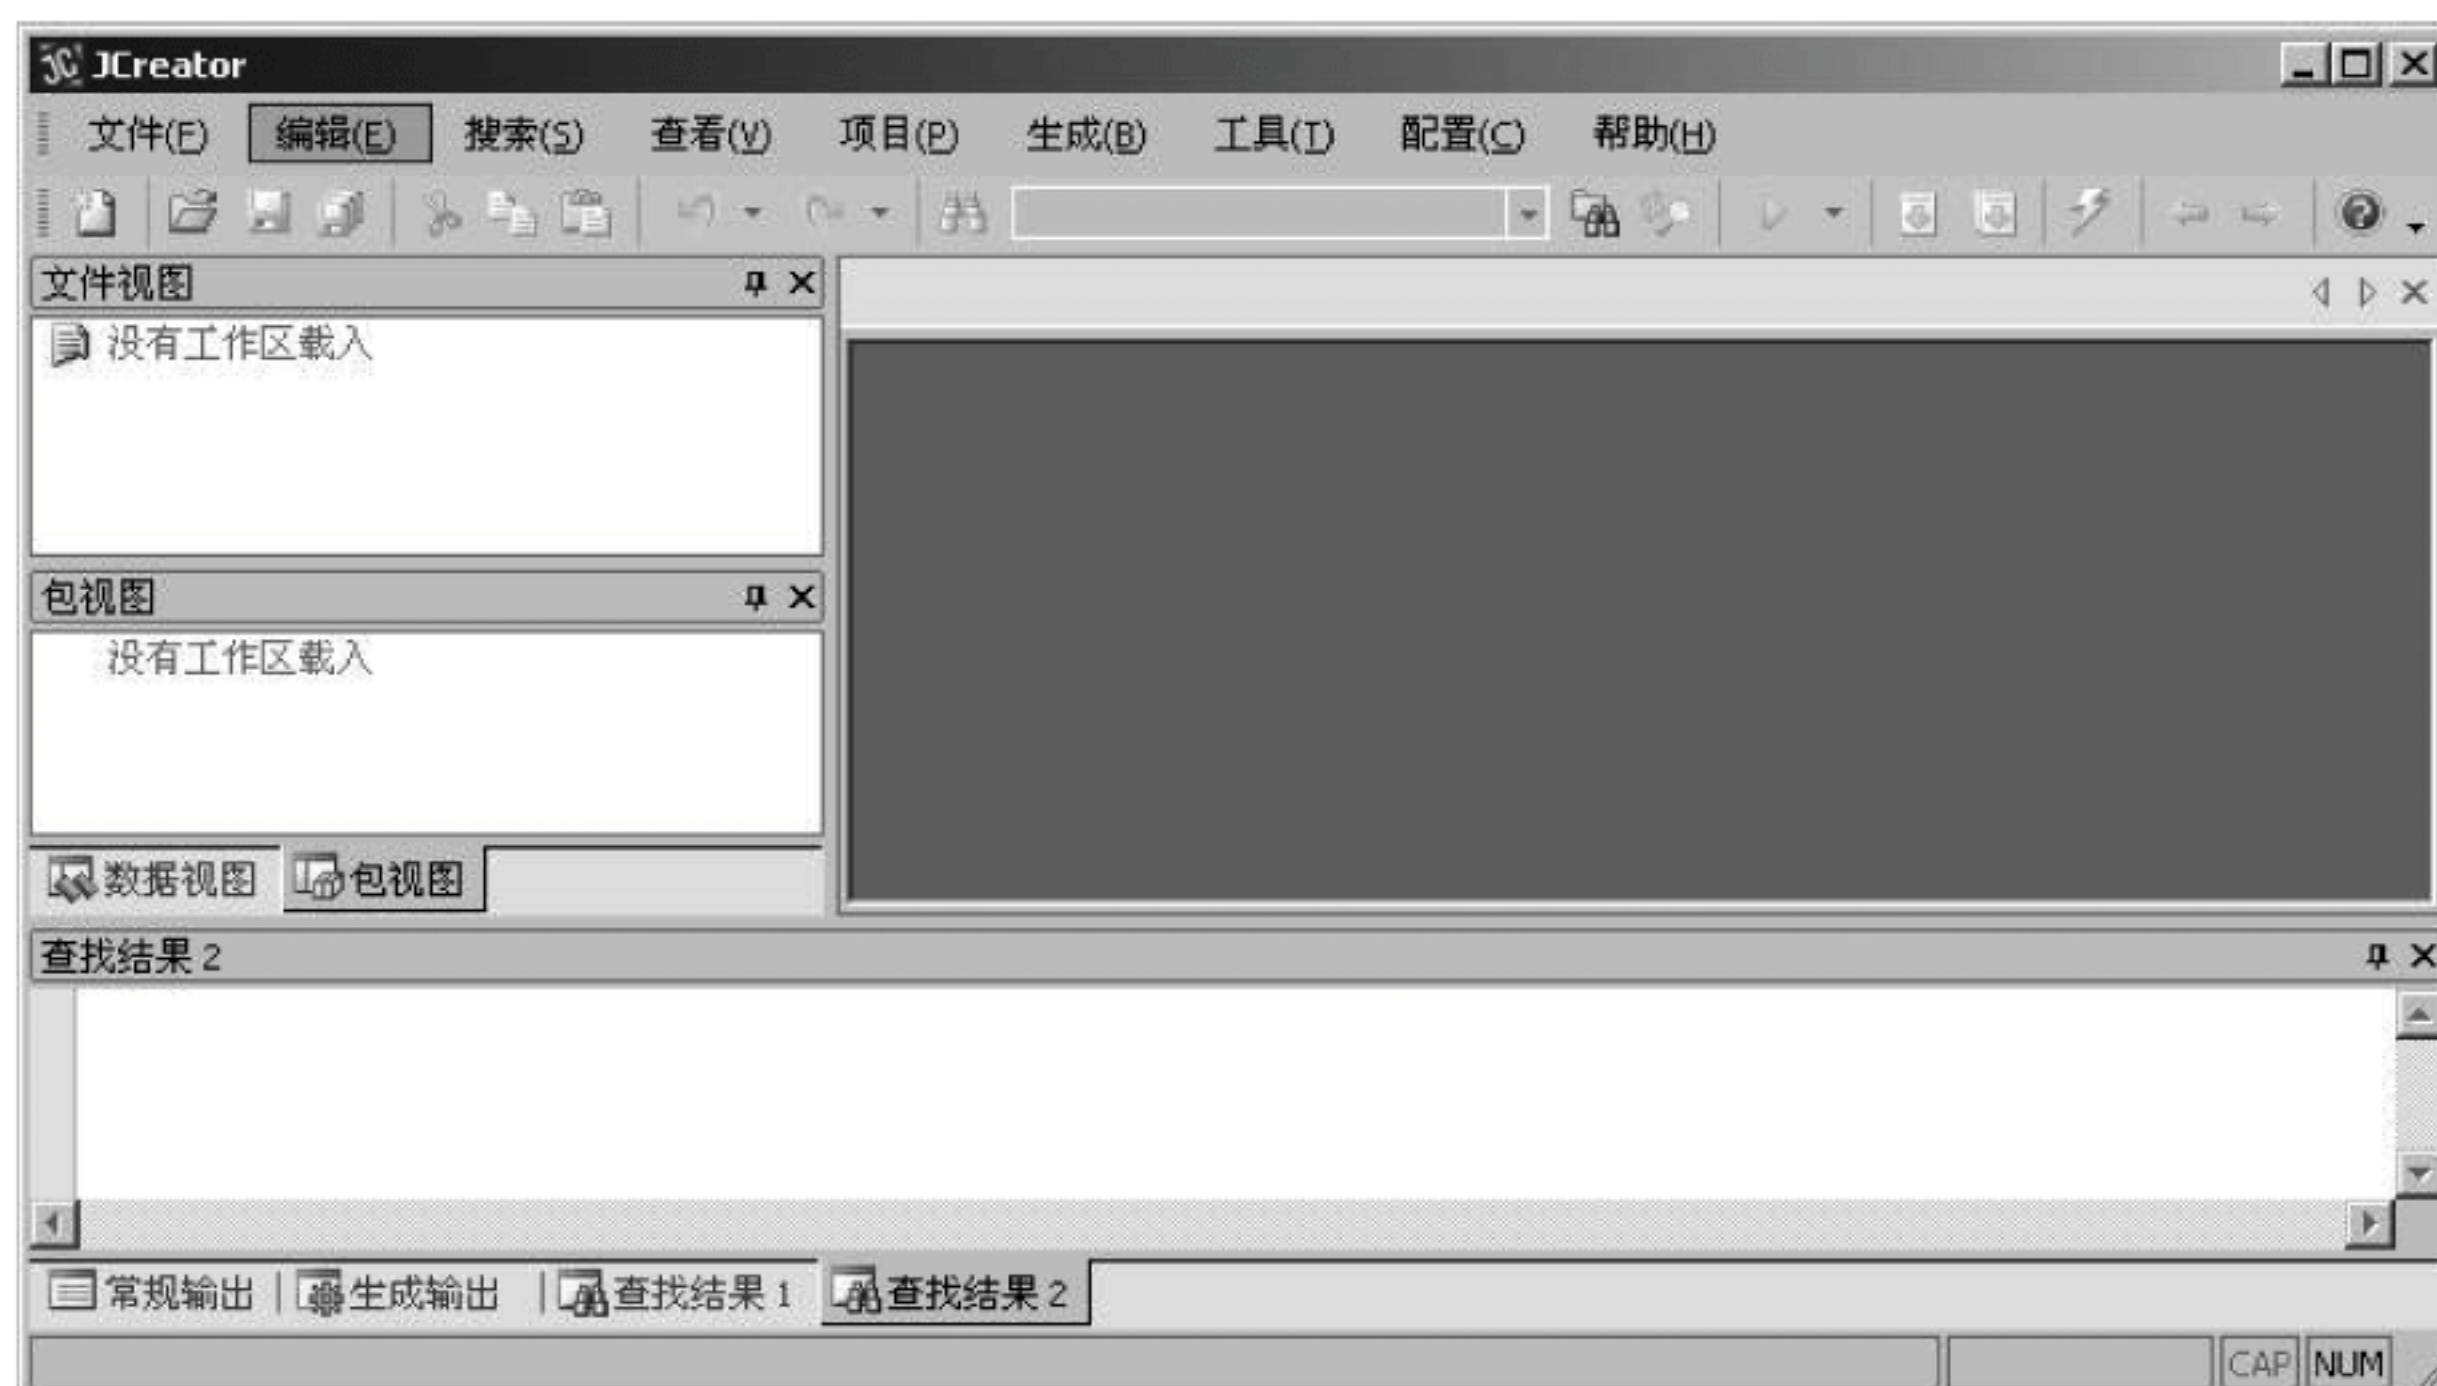 JCreator
文件(F) 编辑(E) 搜索(S) 查看(V) 项目(P) 生成(B) 工具(T) 配置(C) 帮助(H)
文件视图
没有工作区载入
包视图
没有工作区载入
数据视图 包视图
查找结果 2
常规输出 生成输出 查找结果 1 查找结果 2
CAP NUM